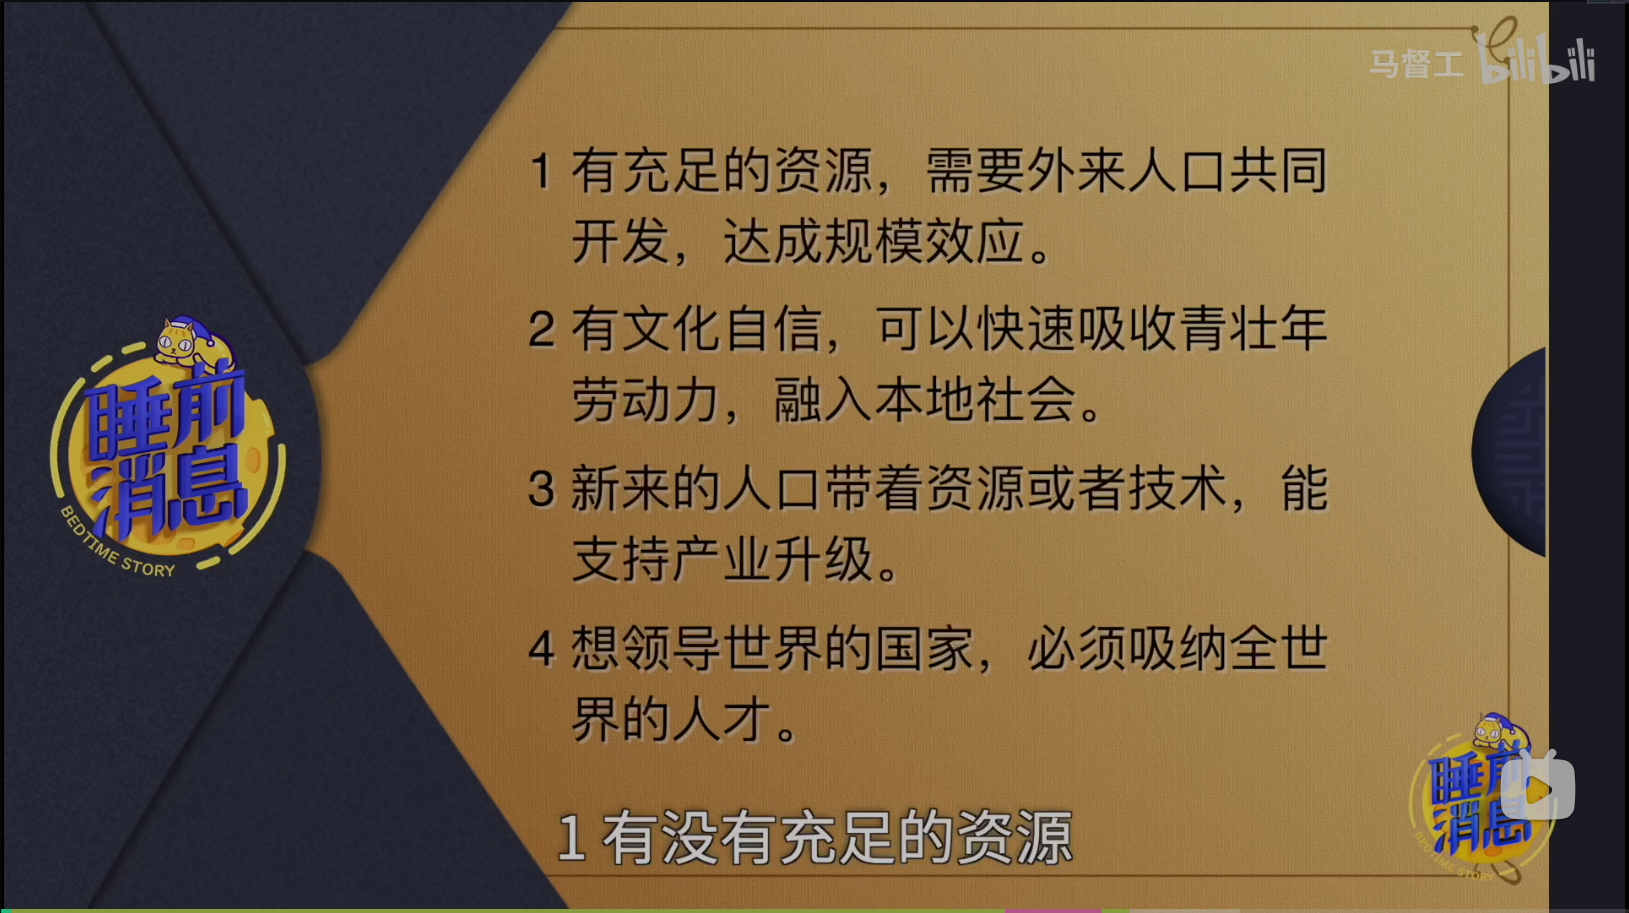 马督工 bilibili
1 有充足的资源，需要外来人口共同
开发，达成规模效应。
2 有文化自信，可以快速吸收青壮年
劳动力，融入本地社会。
3 新来的人口带着资源或者技术，能
支持产业升级。
4 想领导世界的国家，必须吸纳全世
界的人才。
睡前
消息
BEDTIME STORY
1 有没有充足的资源
睡前
消息
BEDTIME STORY